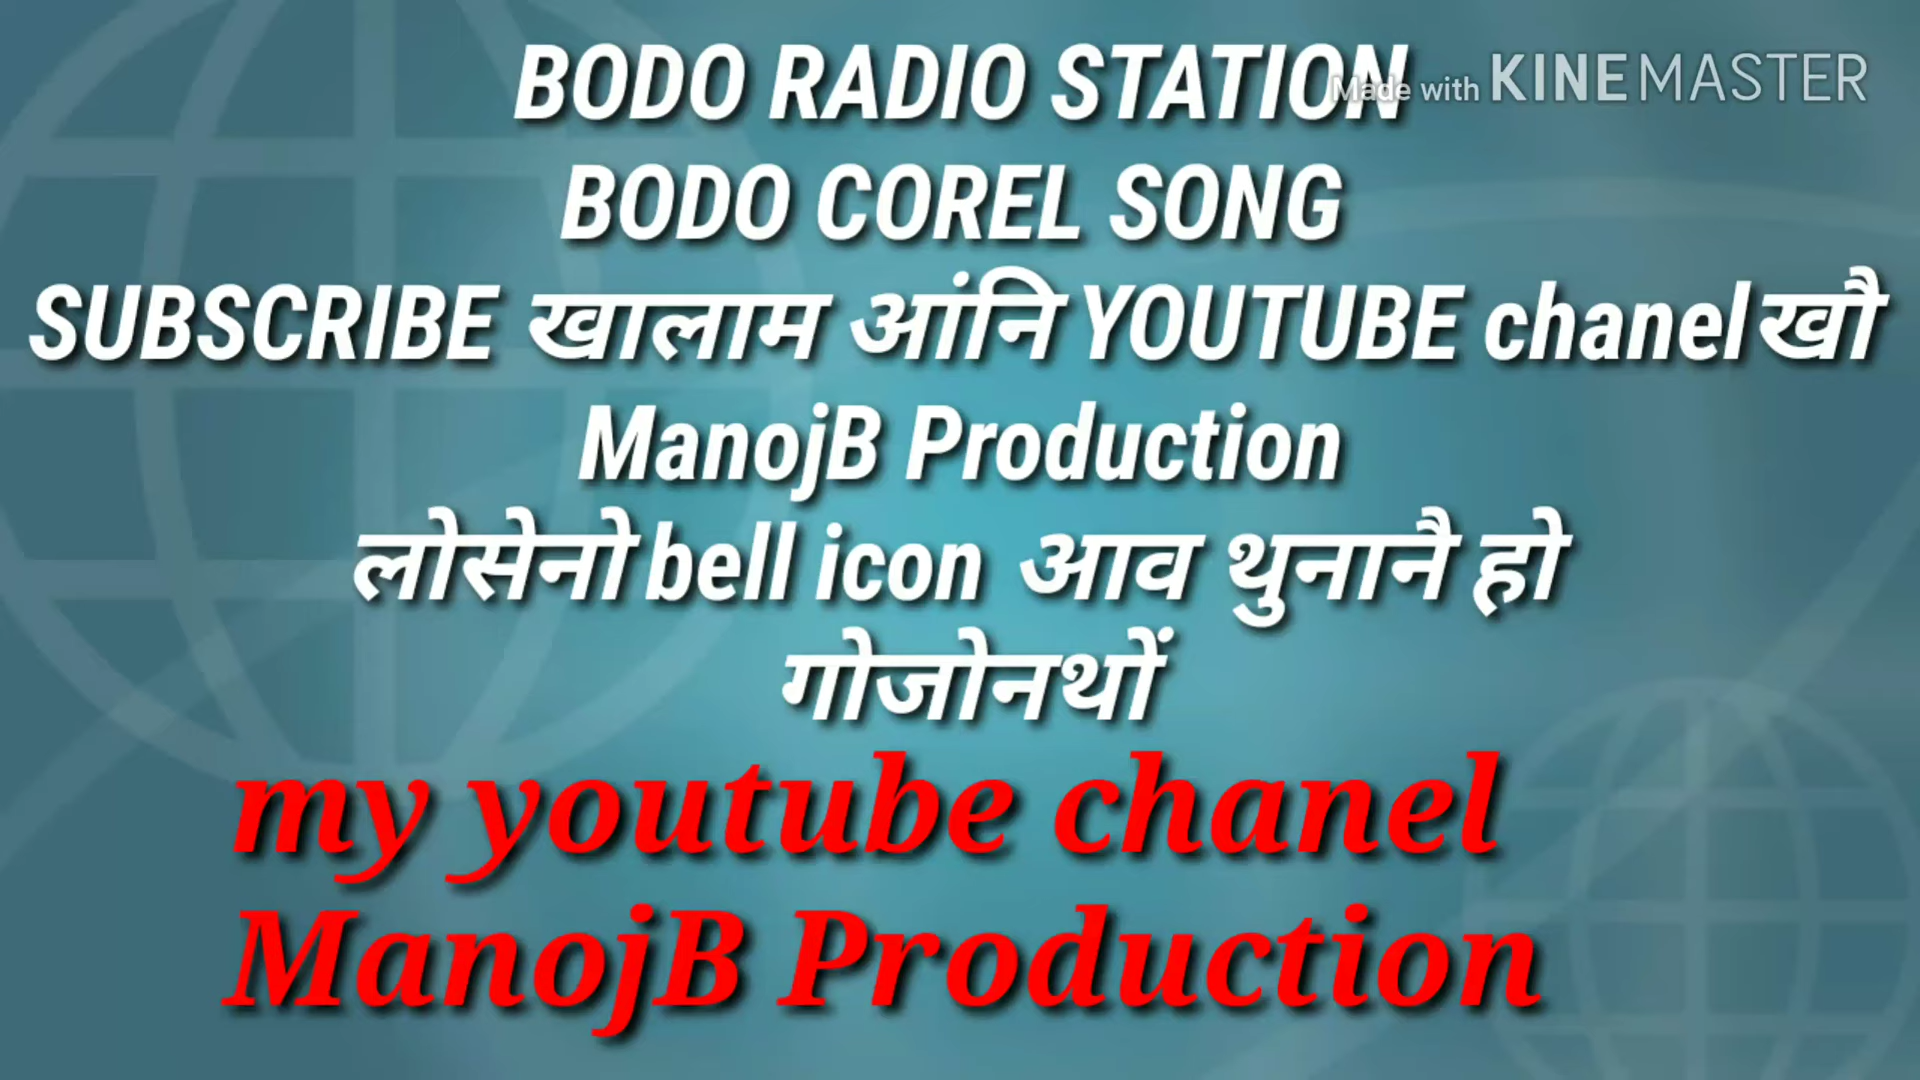 BODO RADIO STATION
Made with KINEMASTER
BODO COREL SONG
SUBSCRIBE खालाम आंनि YOUTUBE chanelखौ
ManojB Production
लोसेनो bell icon आव थुनानै हो
गोजोनथों
my youtube chanel
ManojB Production